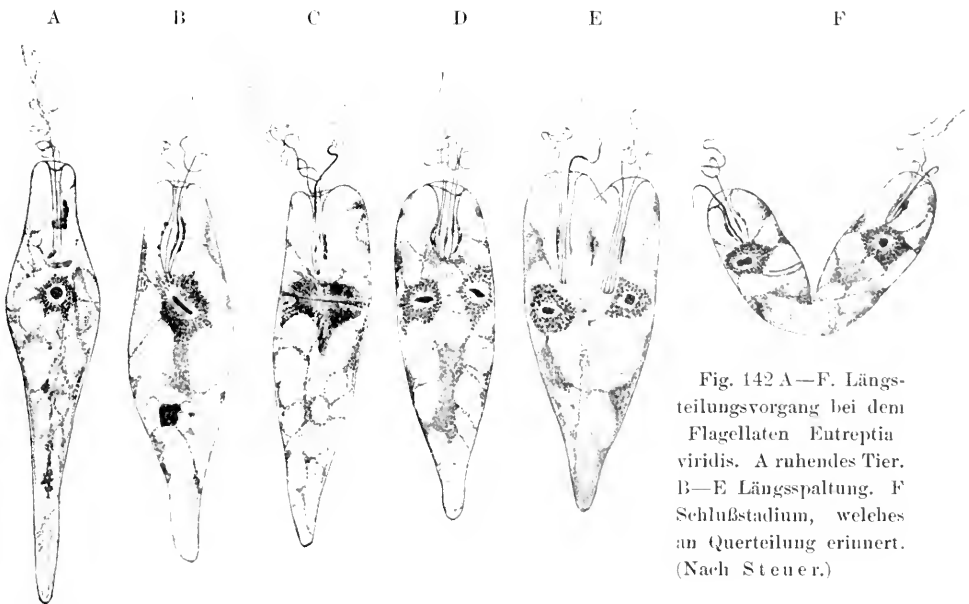 A B C D E F
Fig. 142 A—F. Längs-
teilungsvorgang bei dem
Flagellaten Eutreptia
viridis. A ruhendes Tier.
B—E Längsspaltung. F
Schlußstadium, welches
an Querteilung erinnert.
(Nach Steuer.)